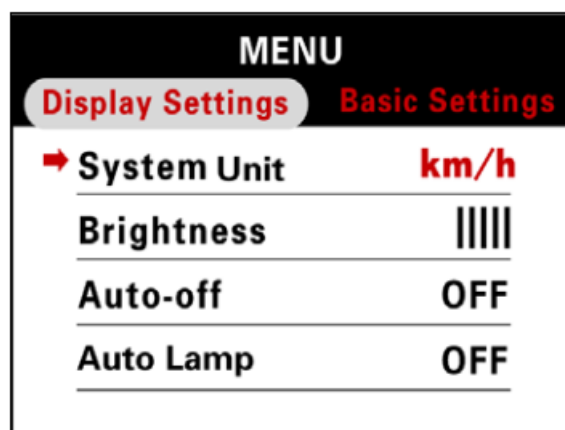 MENU
Display Settings Basic Settings
System Unit km/h
Brightness |||||
Auto-off OFF
Auto Lamp OFF